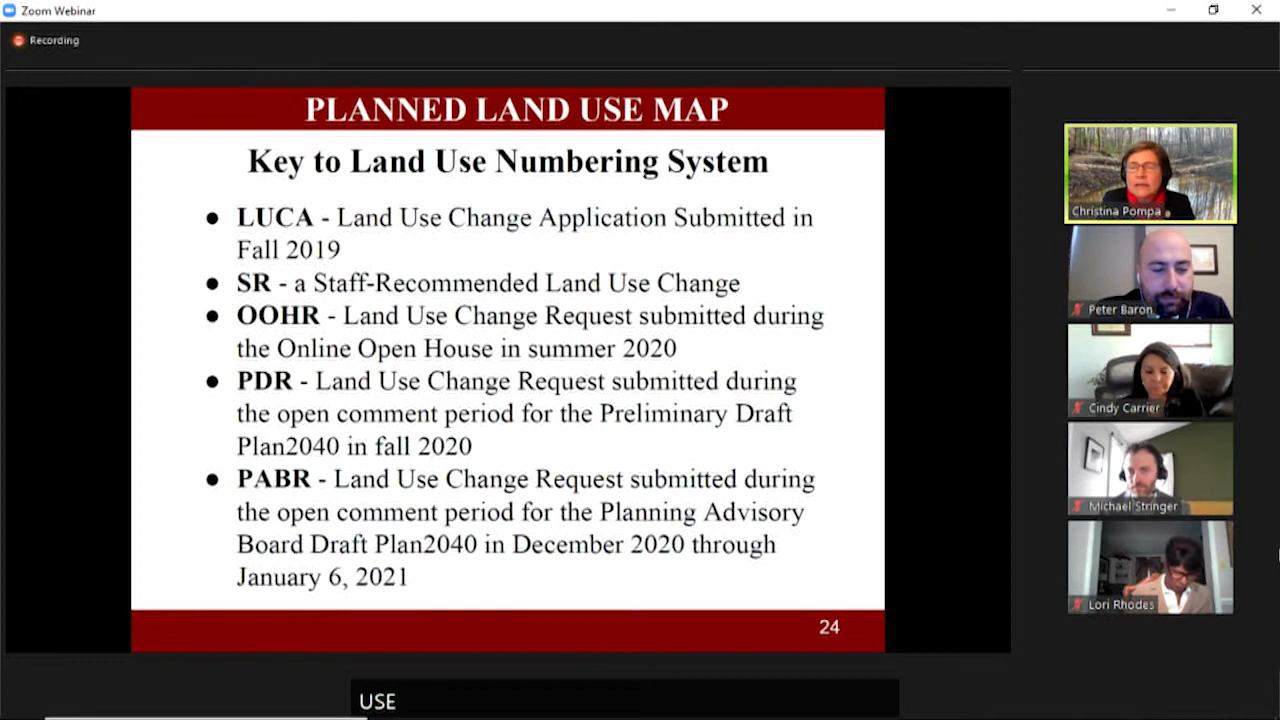 Zoom Webinar
Recording
PLANNED LAND USE MAP
Key to Land Use Numbering System
● LUCA - Land Use Change Application Submitted in
Fall 2019
● SR - a Staff-Recommended Land Use Change
● OOHR - Land Use Change Request submitted during
the Online Open House in summer 2020
● PDR - Land Use Change Request submitted during
the open comment period for the Preliminary Draft
Plan2040 in fall 2020
● PABR - Land Use Change Request submitted during
the open comment period for the Planning Advisory
Board Draft Plan2040 in December 2020 through
January 6, 2021
24
Christina Pompa
Peter Baron
Cindy Carrier
Michael Stringer
Lori Rhodes
USE